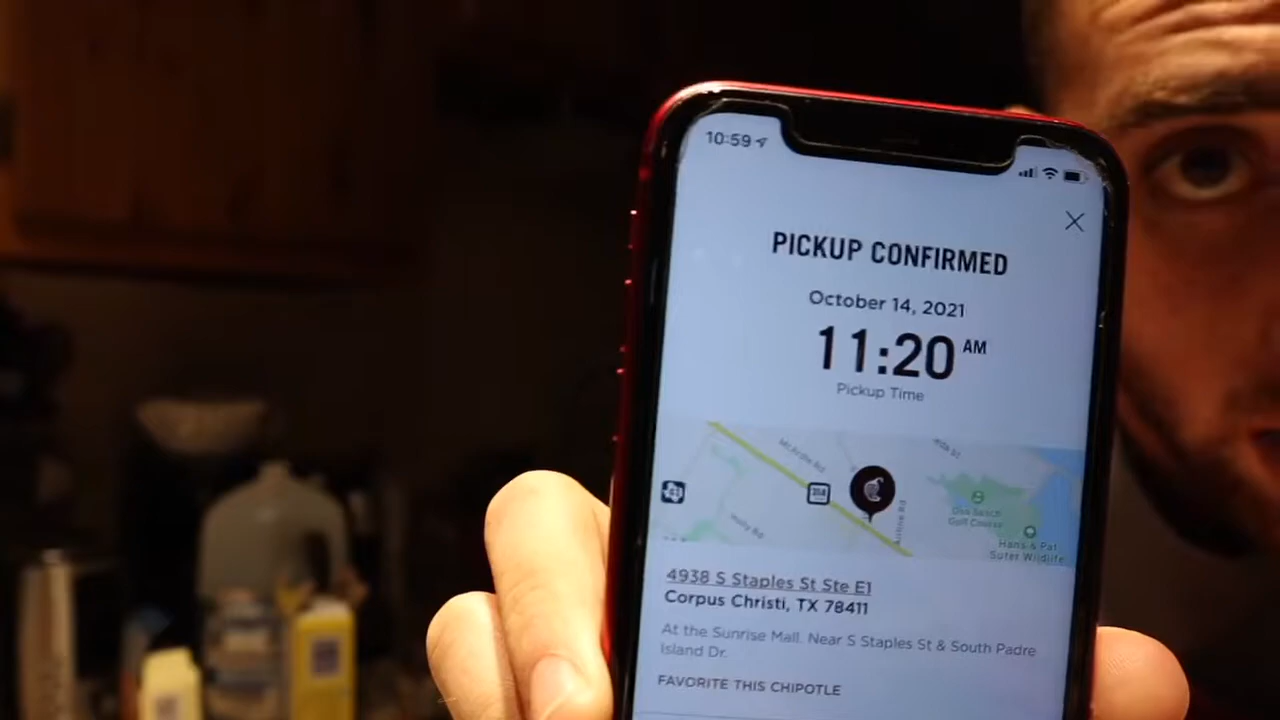 10:59
PICKUP CONFIRMED
October 14, 2021
11:20 AM
Pickup Time
McArdle Rd
Holly Rd
Airline Rd
Oso Beach
Golf Course
Hans & Pat
Suter Wildlife
4938 S Staples St Ste E1
Corpus Christi, TX 78411
At the Sunrise Mall. Near S Staples St & South Padre
Island Dr.
FAVORITE THIS CHIPOTLE